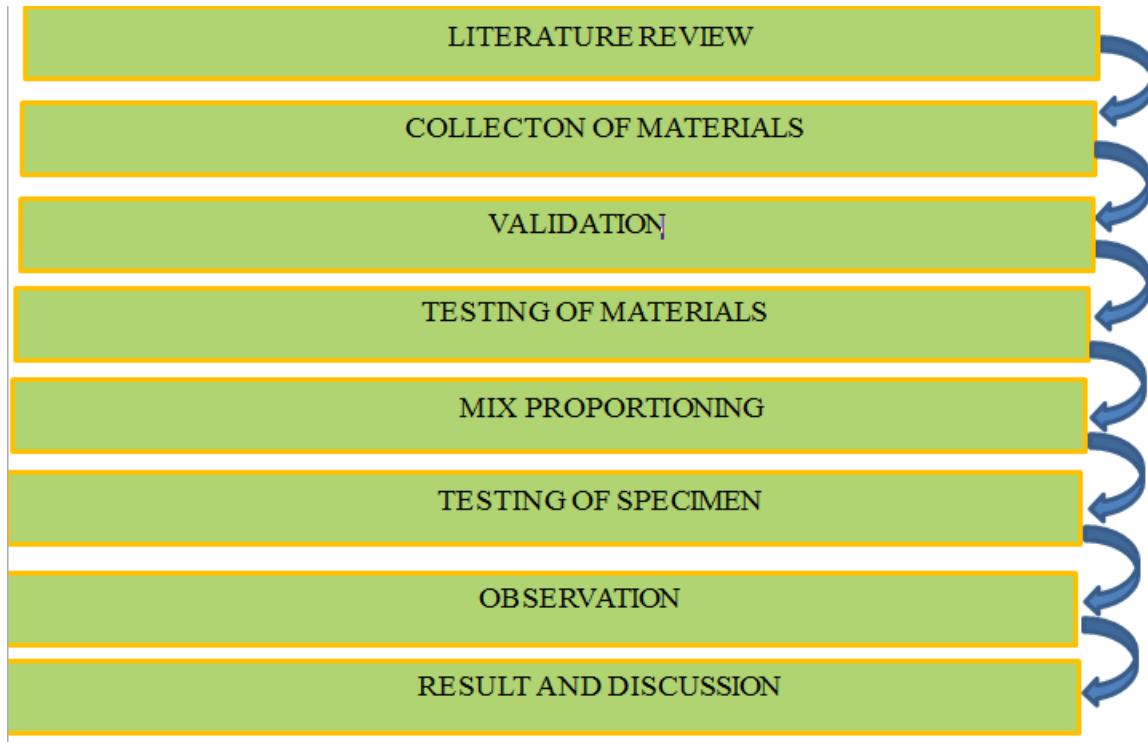 LITERATURE REVIEW
COLLECTON OF MATERIALS
VALIDATION
TESTING OF MATERIALS
MIX PROPORTIONING
TESTING OF SPECIMEN
OBSERVATION
RESULT AND DISCUSSION